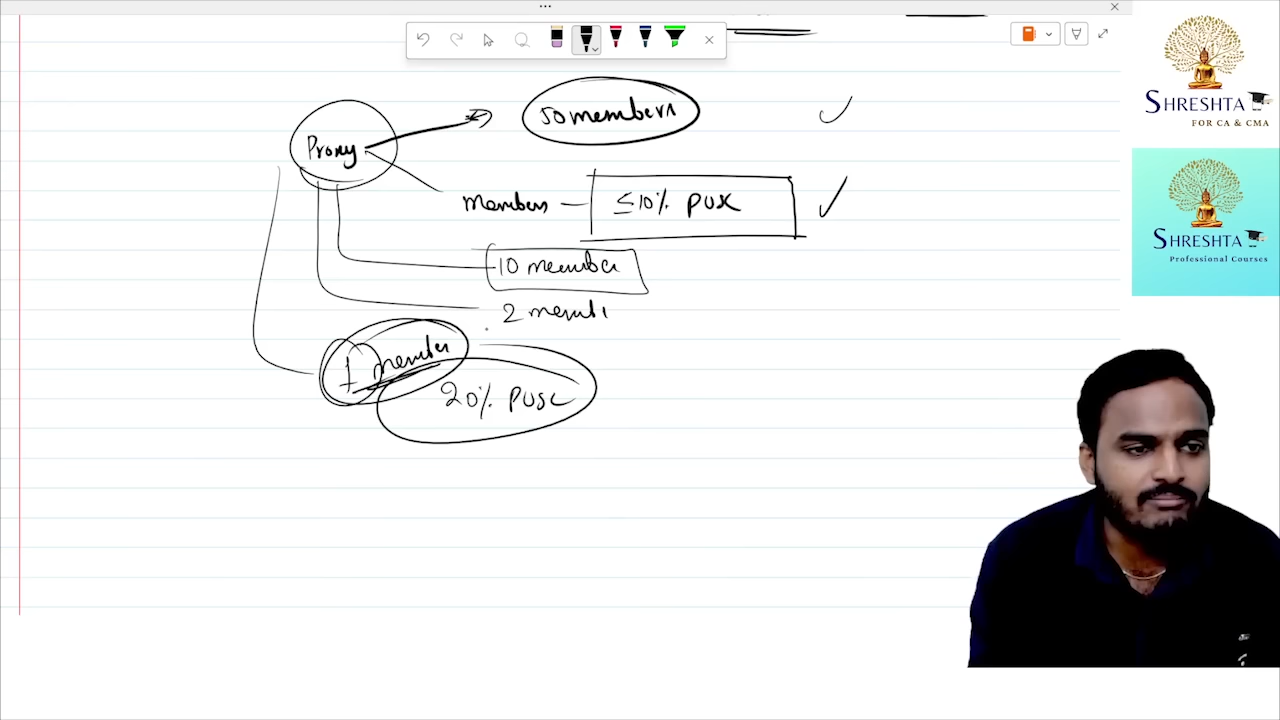 50 members
Proxy
members — ≤10% PUSC
10 member
2 memb
1 member
20% PUSC
SHRESHTA
FOR CA & CMA
SHRESHTA
Professional Courses